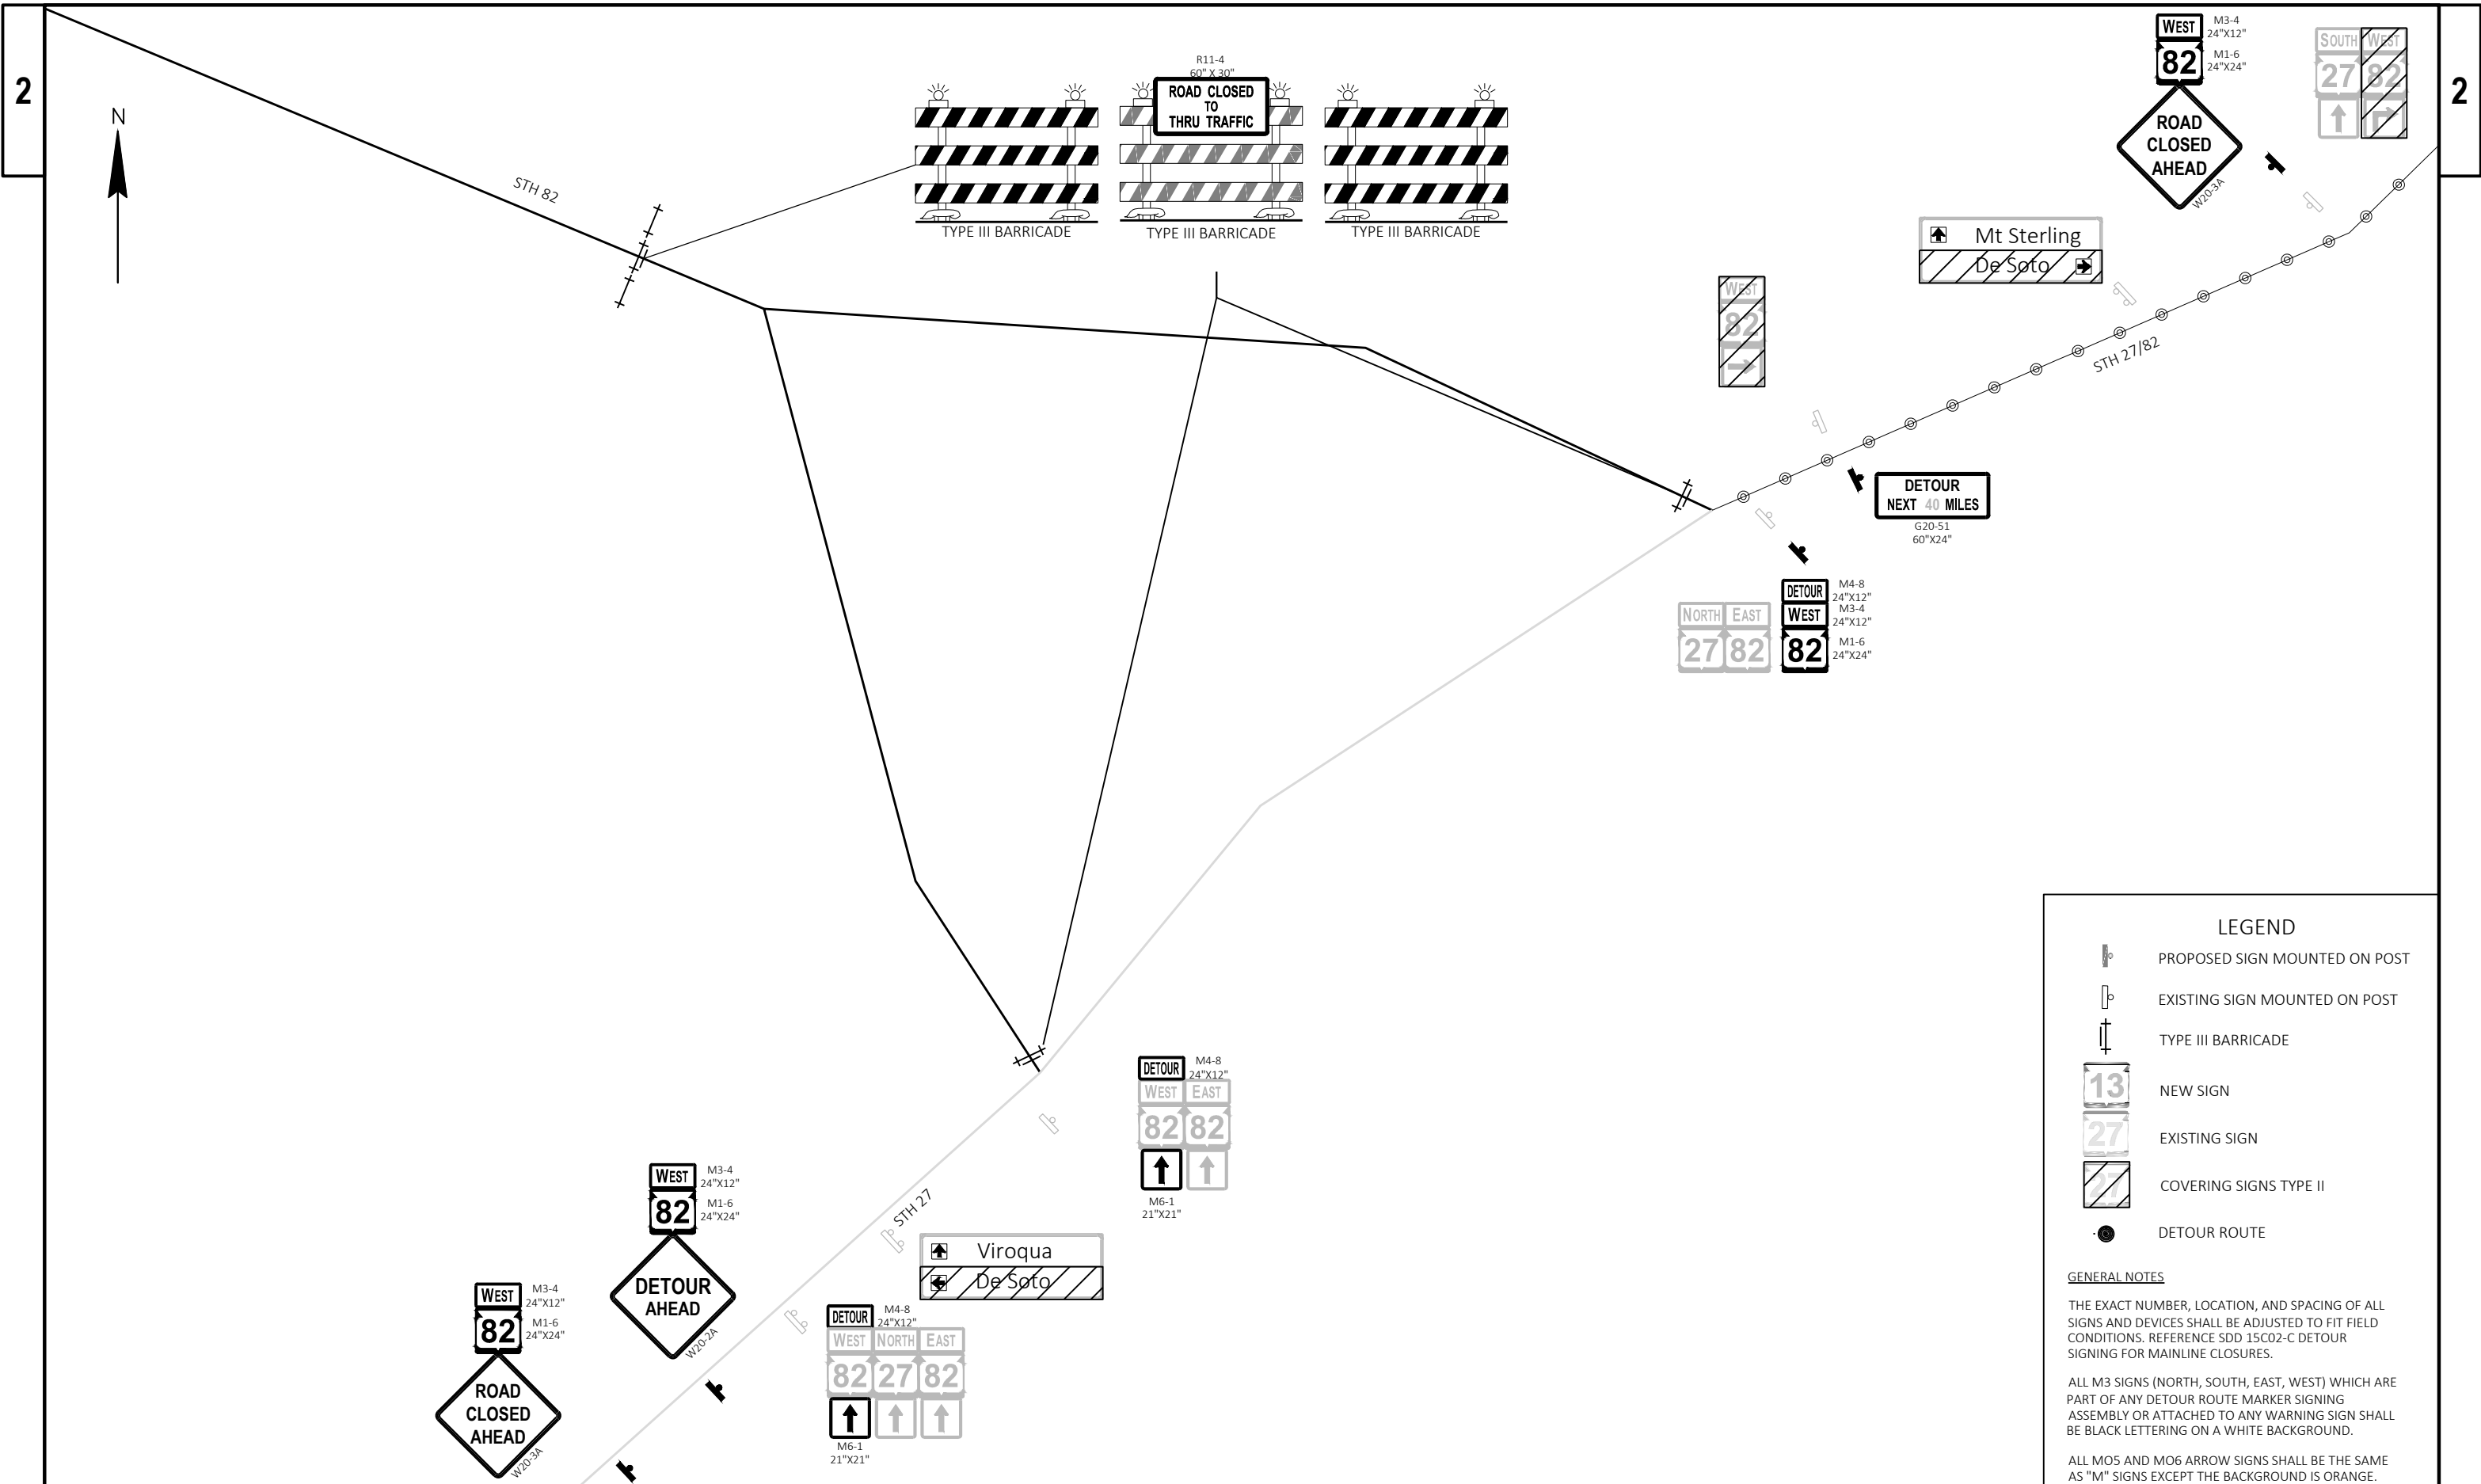 2
2
N
STH 82
R11-4
60" X 30"
ROAD CLOSED
TO
THRU TRAFFIC
TYPE III BARRICADE
TYPE III BARRICADE
TYPE III BARRICADE
WEST
M3-4
24"X12"
82
M1-6
24"X24"
ROAD
CLOSED
AHEAD
W20-3A
SOUTH WEST
27 82
Mt Sterling
De Soto
WEST
82
STH 27/82
DETOUR
NEXT 40 MILES
G20-51
60"X24"
DETOUR
M4-8
24"X12"
NORTH EAST WEST
M3-4
24"X12"
27 82 82
M1-6
24"X24"
DETOUR
M4-8
24"X12"
WEST EAST
82 82
M6-1
21"X21"
STH 27
Viroqua
De Soto
WEST
M3-4
24"X12"
82
M1-6
24"X24"
DETOUR
AHEAD
W20-2A
DETOUR
M4-8
24"X12"
WEST NORTH EAST
82 27 82
M6-1
21"X21"
WEST
M3-4
24"X12"
82
M1-6
24"X24"
ROAD
CLOSED
AHEAD
W20-3A
LEGEND
PROPOSED SIGN MOUNTED ON POST
EXISTING SIGN MOUNTED ON POST
TYPE III BARRICADE
13 NEW SIGN
27 EXISTING SIGN
27 COVERING SIGNS TYPE II
DETOUR ROUTE
GENERAL NOTES
THE EXACT NUMBER, LOCATION, AND SPACING OF ALL
SIGNS AND DEVICES SHALL BE ADJUSTED TO FIT FIELD
CONDITIONS. REFERENCE SDD 15C02-C DETOUR
SIGNING FOR MAINLINE CLOSURES.
ALL M3 SIGNS (NORTH, SOUTH, EAST, WEST) WHICH ARE
PART OF ANY DETOUR ROUTE MARKER SIGNING
ASSEMBLY OR ATTACHED TO ANY WARNING SIGN SHALL
BE BLACK LETTERING ON A WHITE BACKGROUND.
ALL MO5 AND MO6 ARROW SIGNS SHALL BE THE SAME
AS "M" SIGNS EXCEPT THE BACKGROUND IS ORANGE.